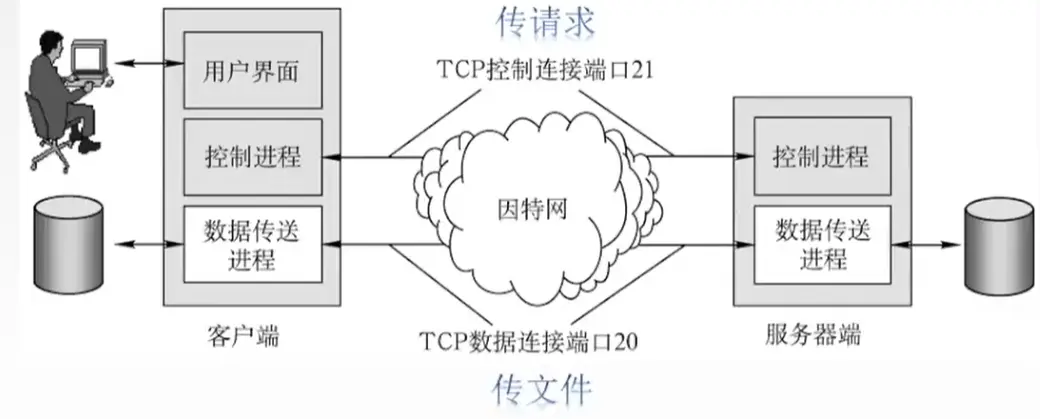 传请求
TCP控制连接端口21
用户界面
控制进程
控制进程
因特网
数据传送
进程
数据传送
进程
客户端
TCP数据连接端口20
服务器端
传文件